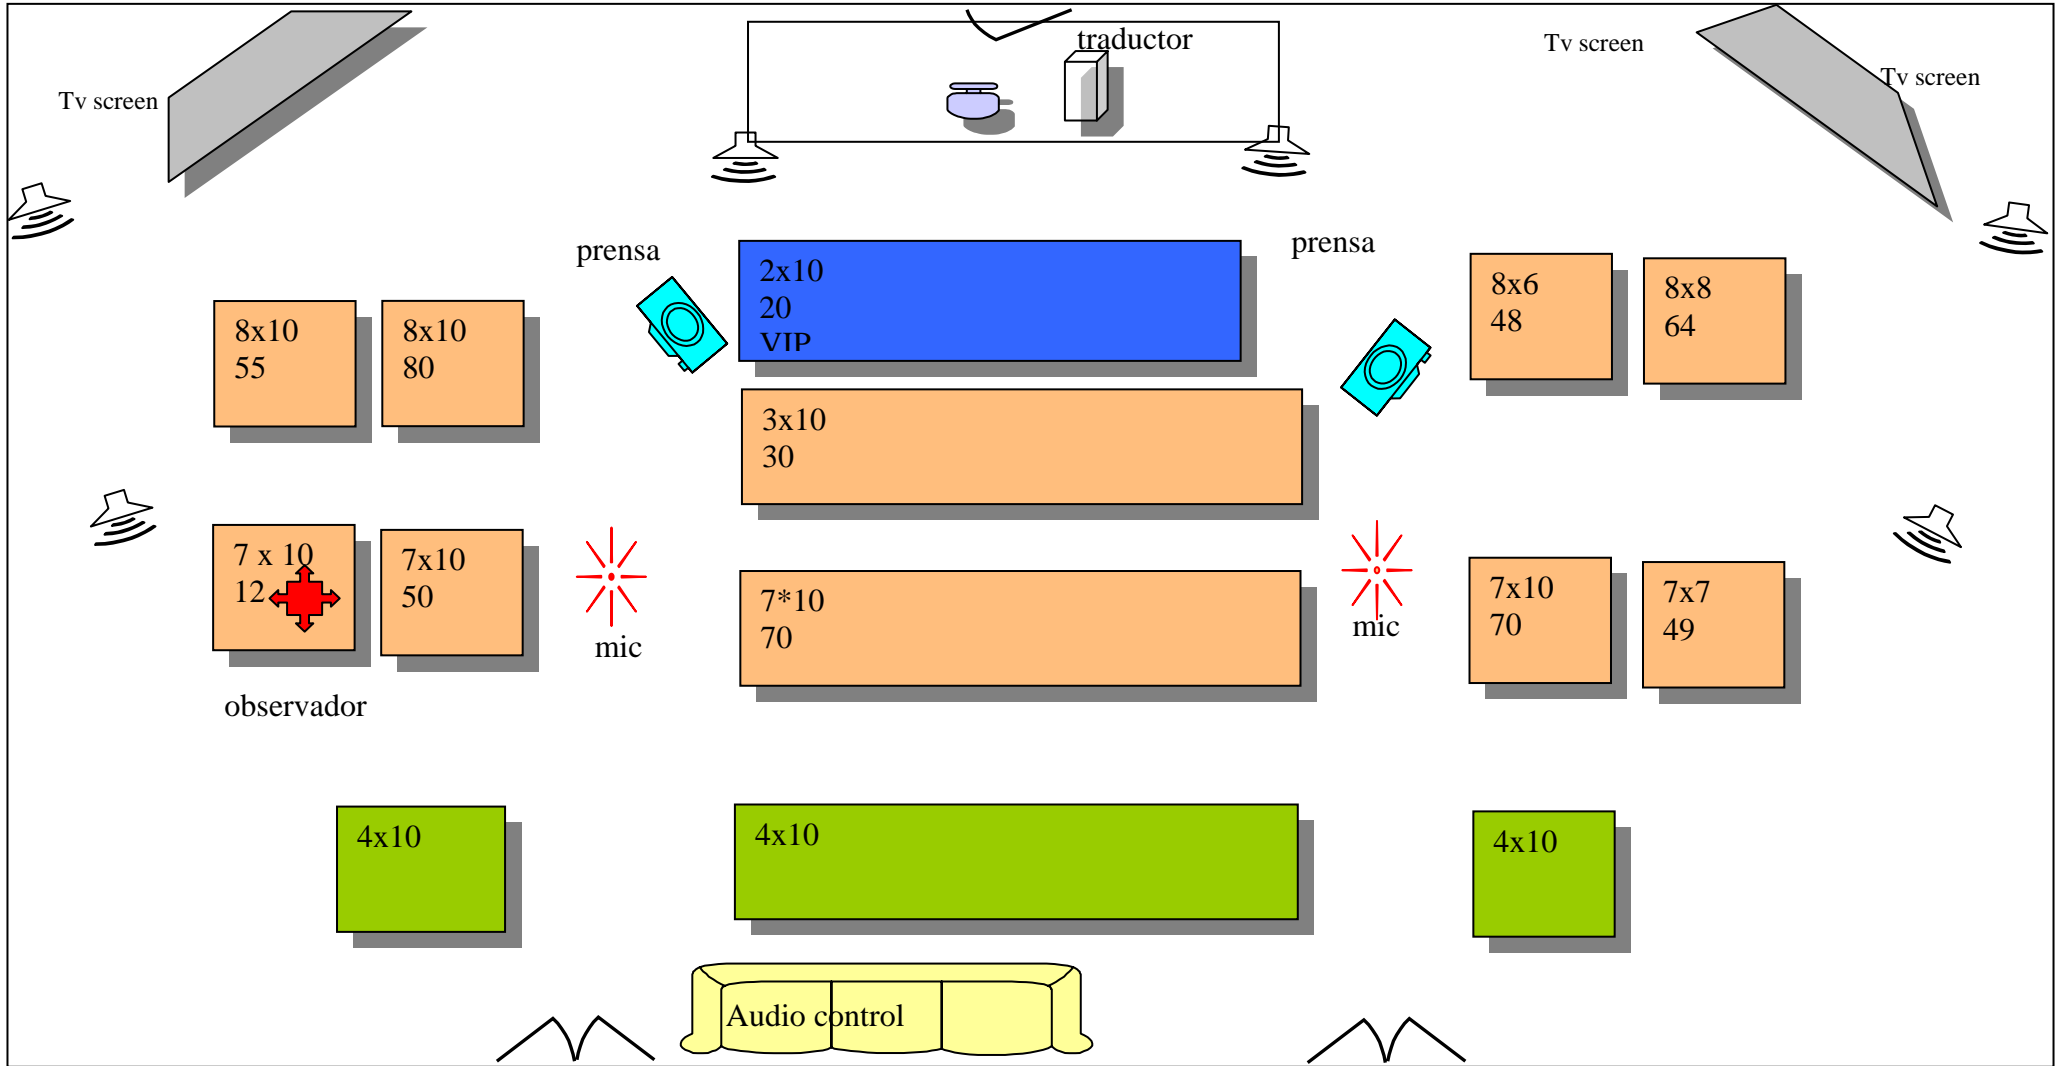 traductor
Tv screen
Tv screen
Tv screen
prensa
prensa
2x10
20
VIP
8x6
48
8x8
64
8x10
55
8x10
80
3x10
30
7 x 10
12
7x10
50
7*10
70
7x10
70
7x7
49
mic
mic
observador
4x10
4x10
4x10
Audio control